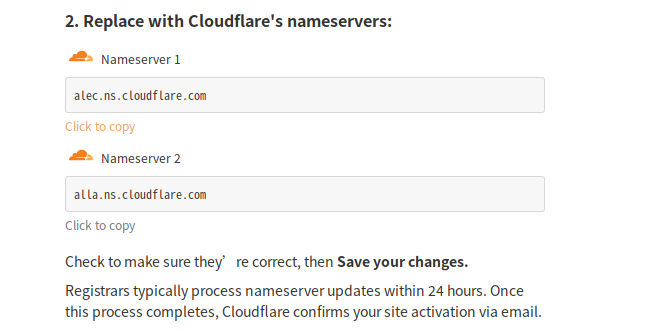 2. Replace with Cloudflare's nameservers:
Nameserver 1
alec.ns.cloudflare.com
Click to copy
Nameserver 2
alla.ns.cloudflare.com
Click to copy
Check to make sure they’re correct, then Save your changes.
Registrars typically process nameserver updates within 24 hours. Once
this process completes, Cloudflare confirms your site activation via email.